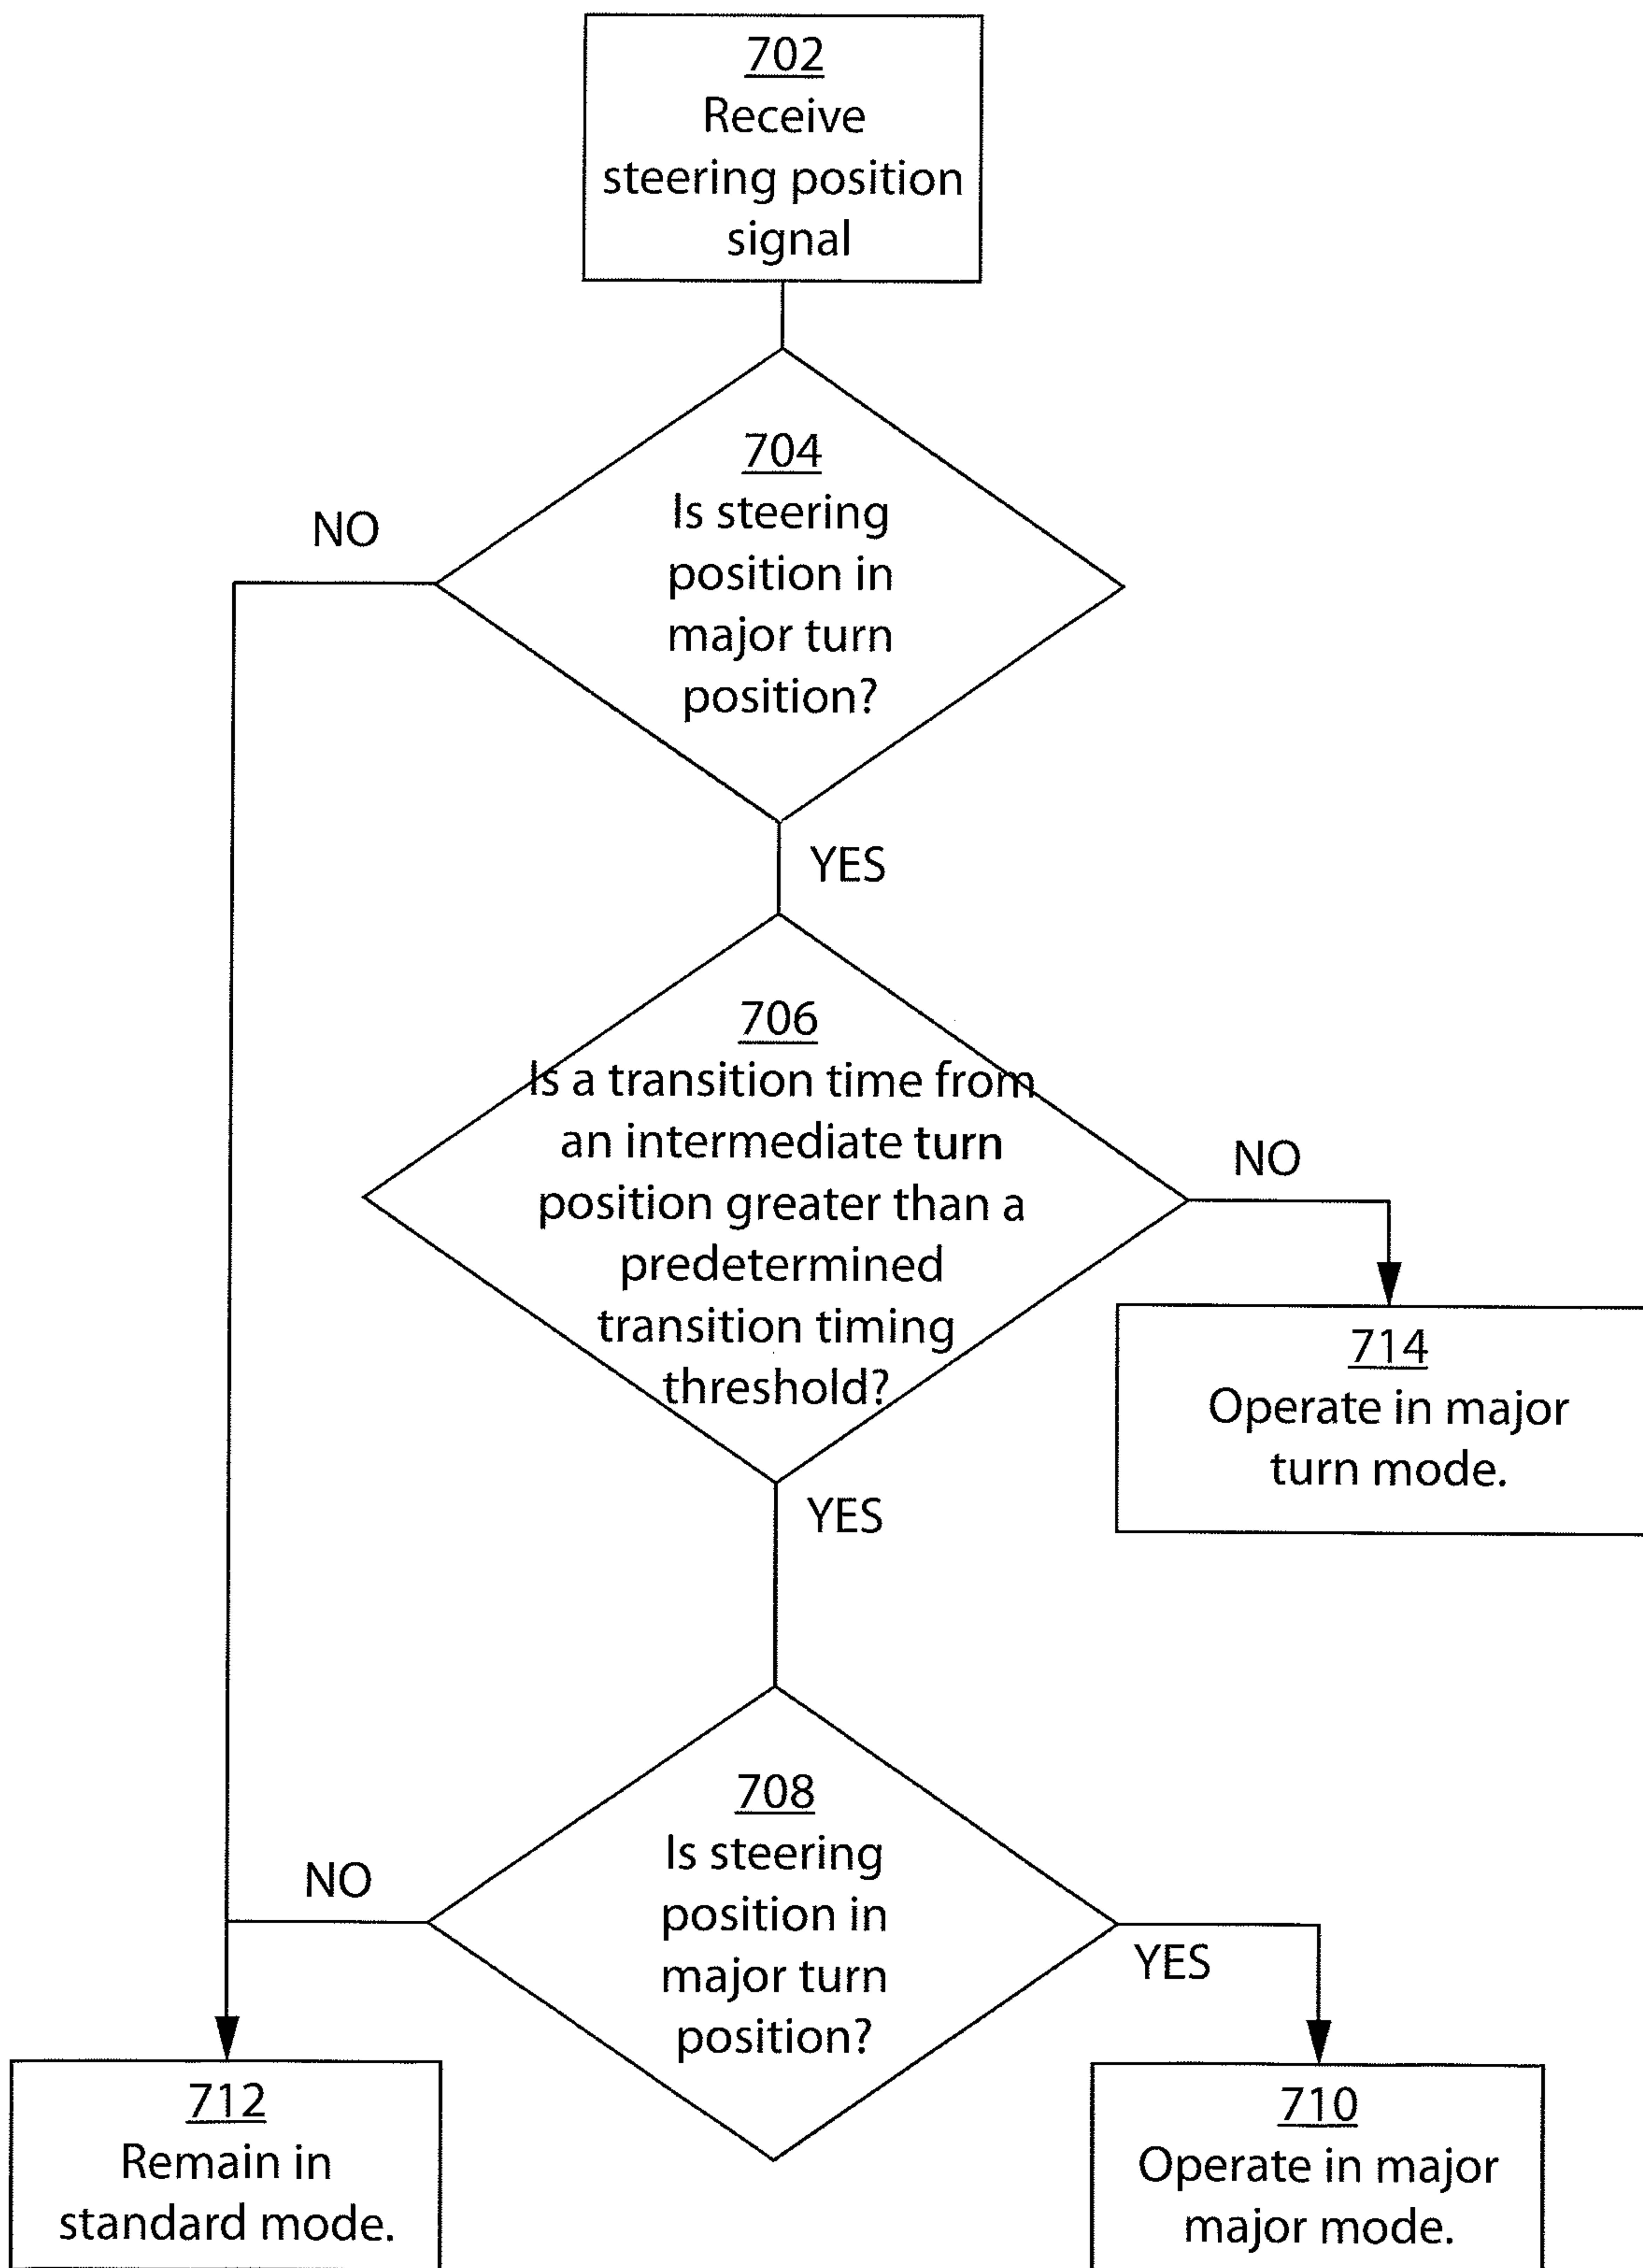 702
Receive
steering position
signal
704
Is steering
position in
major turn
position?
NO
YES
706
Is a transition time from
an intermediate turn
position greater than a
predetermined
transition timing
threshold?
NO
714
Operate in major
turn mode.
YES
708
Is steering
position in
major turn
position?
NO
YES
712
Remain in
standard mode.
710
Operate in major
major mode.